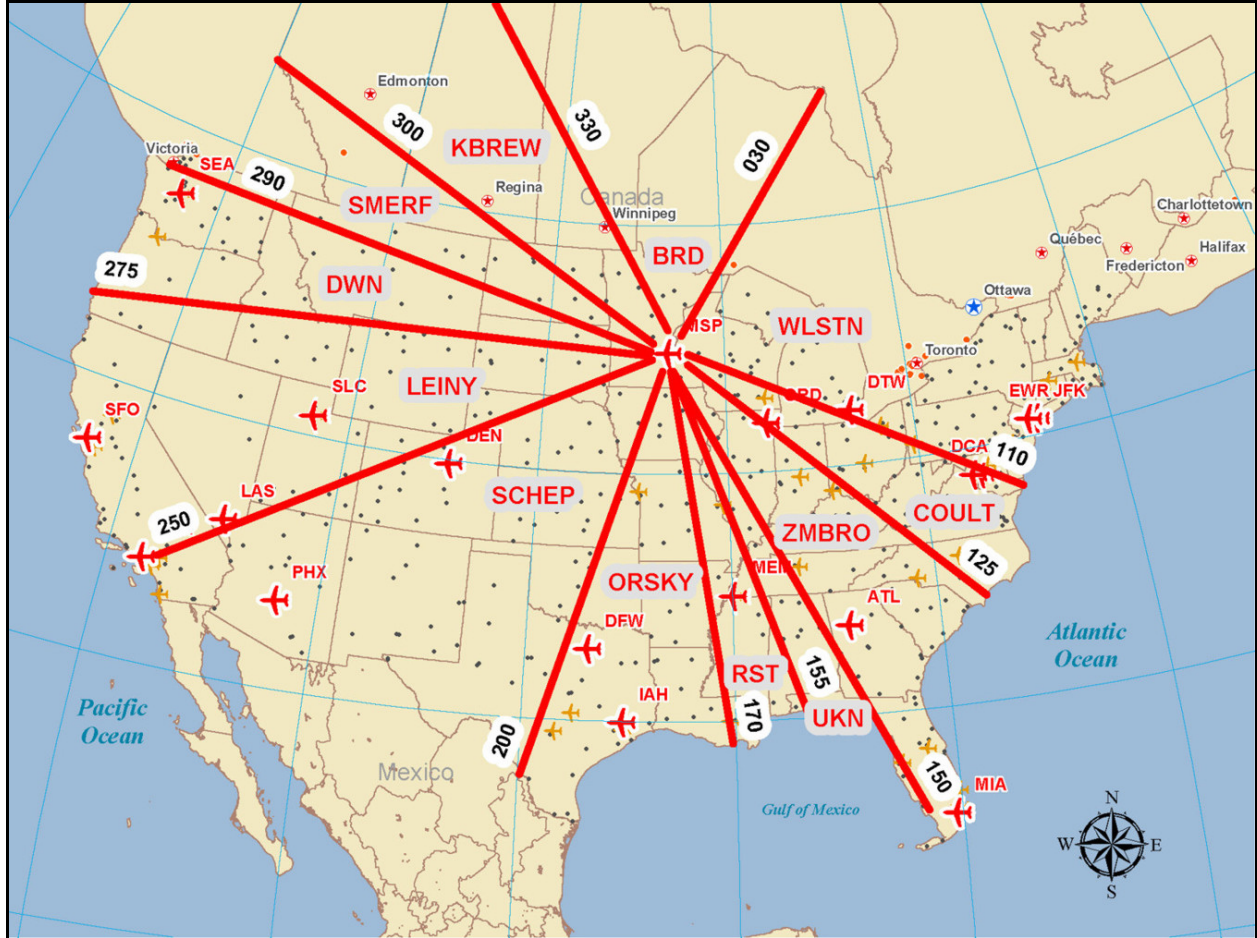 Edmonton
330
300
KBREW
030
Victoria
SEA
290
SMERF
Regina
Canada
Winnipeg
Charlottetown
Québec
Halifax
Fredericton
BRD
275
DWN
Ottawa
WLSTN
MSP
Toronto
LEINY
SLC
DTW
ORD
EWR JFK
SFO
DEN
DCA
110
LAS
SCHEP
COULT
250
ZMBRO
125
PHX
ORSKY
MEM
ATL
DFW
Atlantic
Ocean
RST
155
Pacific
Ocean
IAH
170
UKN
200
Mexico
150
MIA
Gulf of Mexico
N
W
E
S